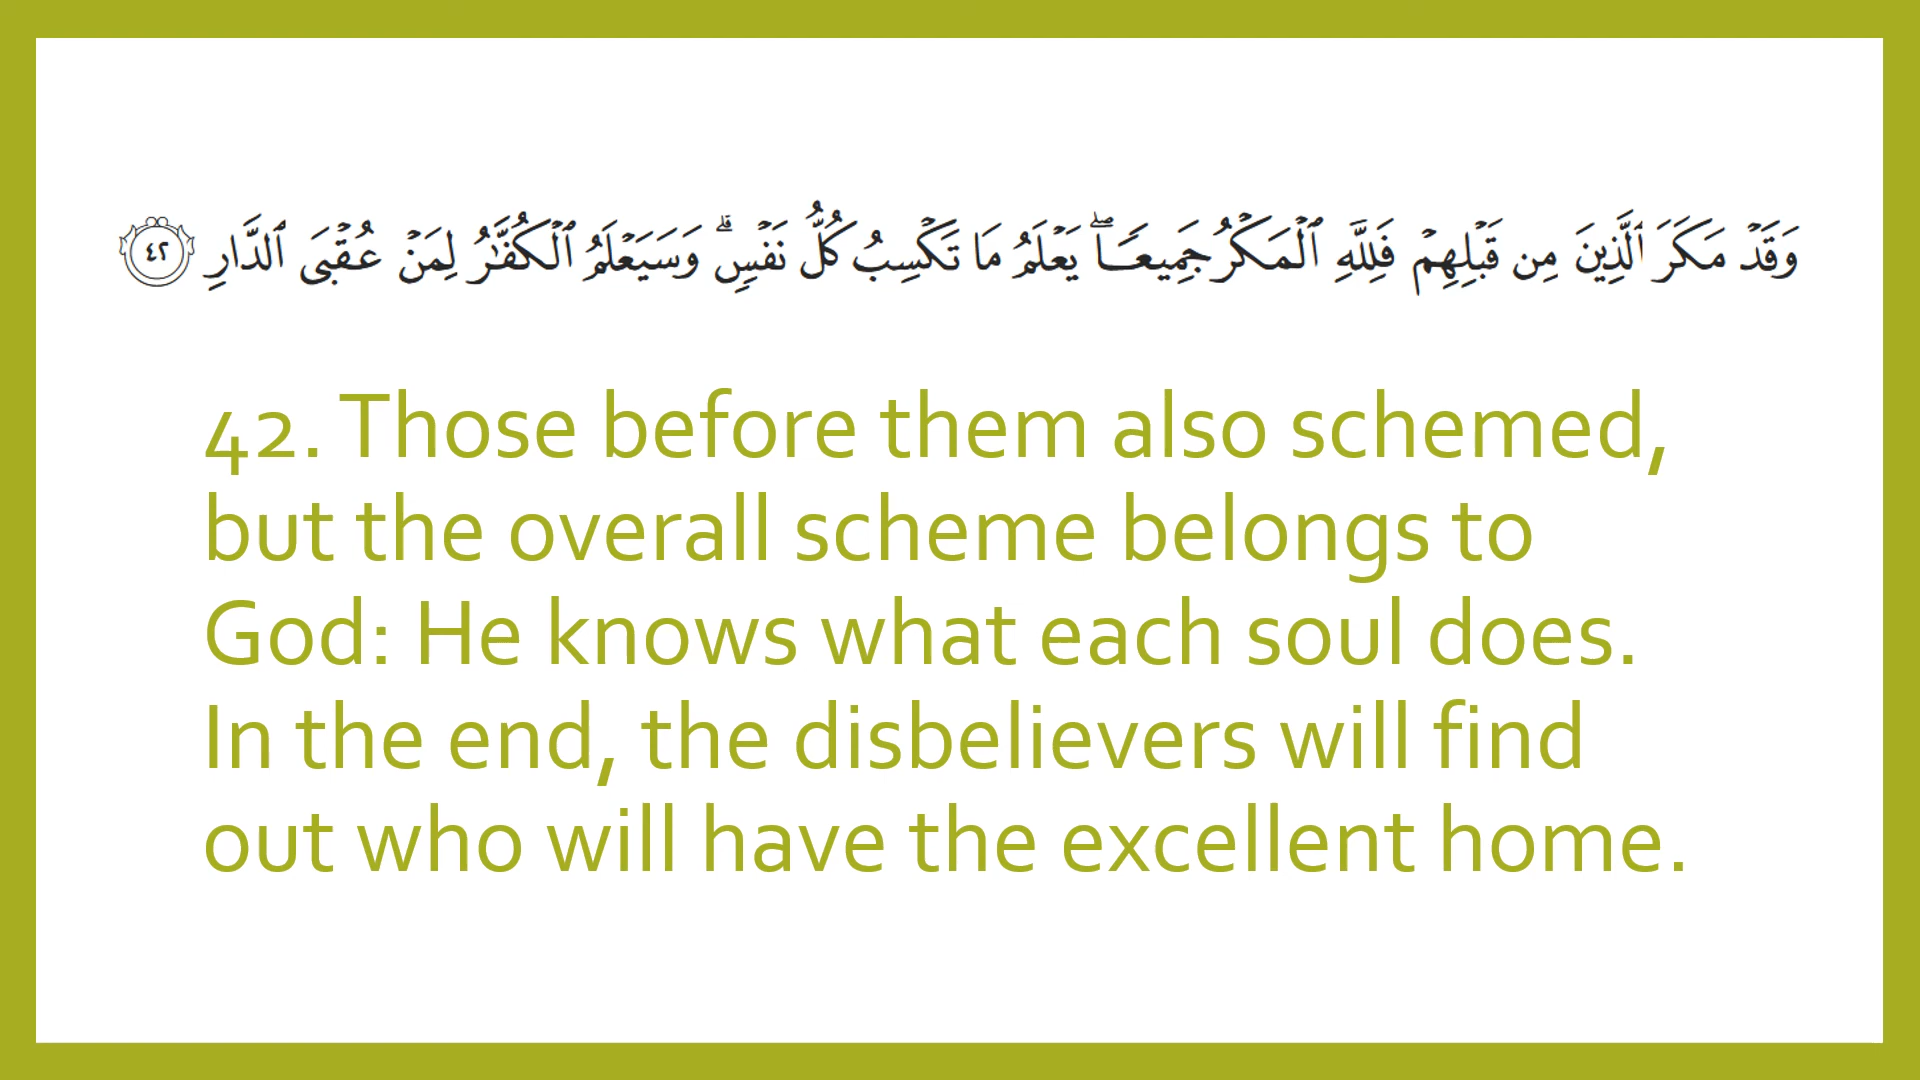 وَقَدۡ مَكَرَ ٱلَّذِينَ مِن قَبۡلِهِمۡ فَلِلَّهِ ٱلۡمَكۡرُ جَمِيعٗاۖ يَعۡلَمُ مَا تَكۡسِبُ كُلُّ نَفۡسٖۗ وَسَيَعۡلَمُ ٱلۡكُفَّٰرُ لِمَنۡ عُقۡبَى ٱلدَّارِ ٤٢
42. Those before them also schemed,
but the overall scheme belongs to
God: He knows what each soul does.
In the end, the disbelievers will find
out who will have the excellent home.